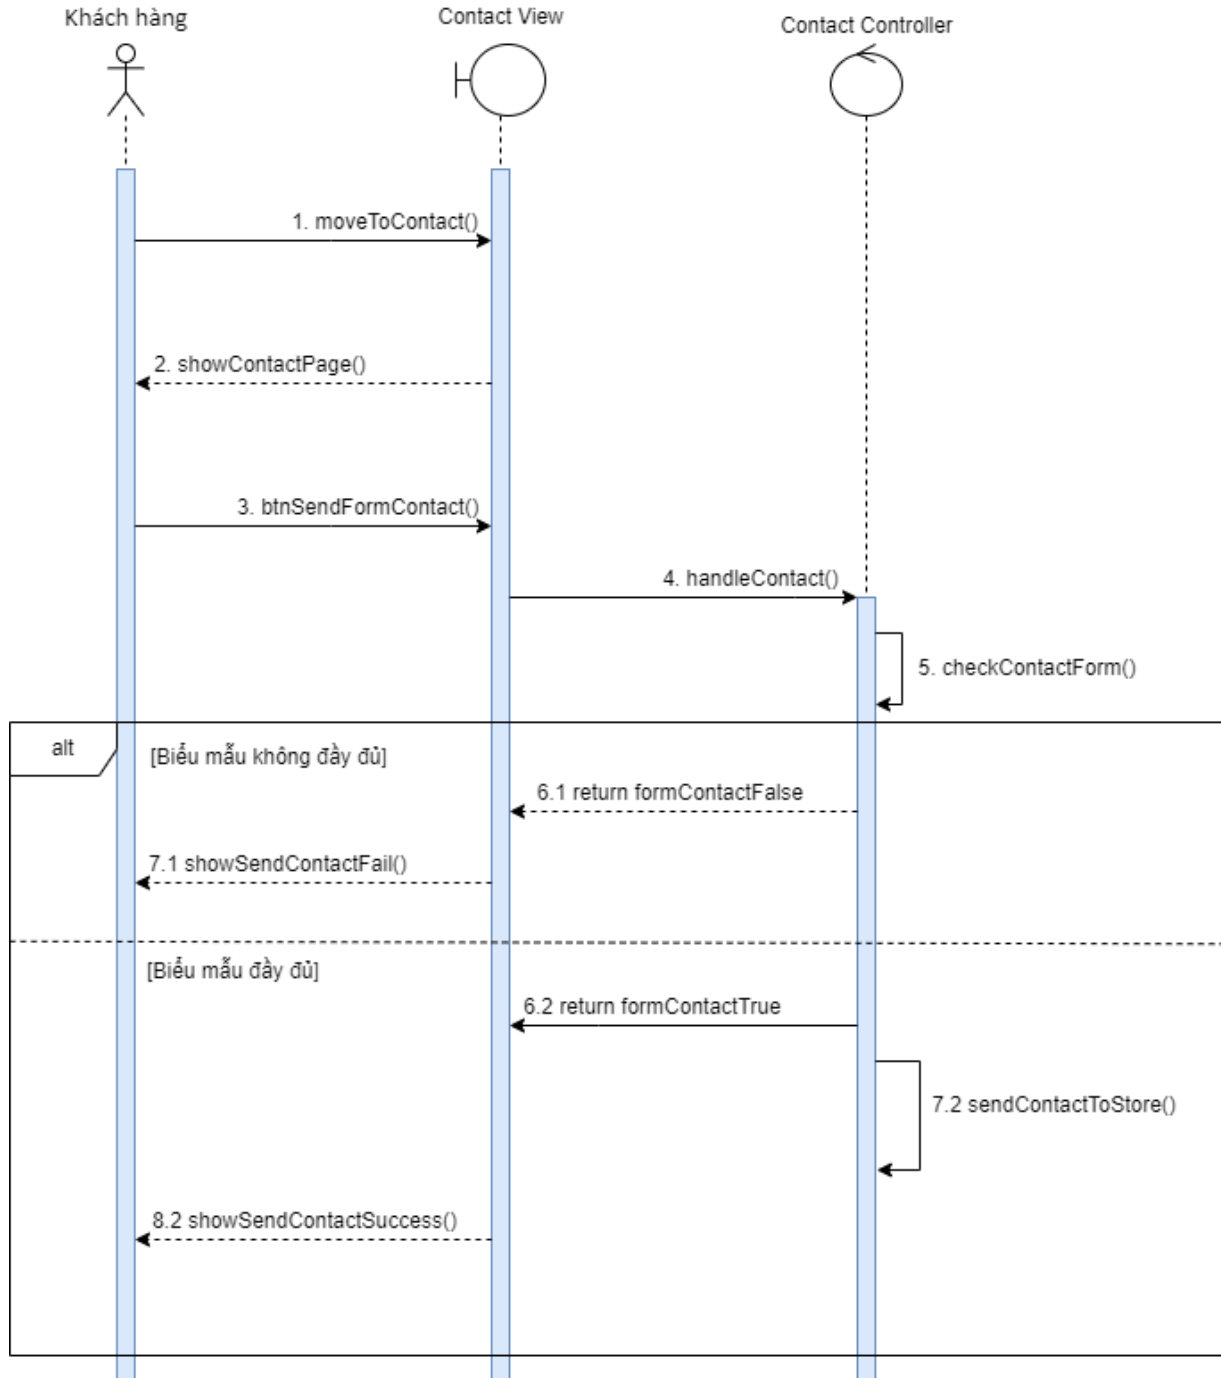 Khách hàng
Contact View
Contact Controller
1. moveToContact()
2. showContactPage()
3. btnSendFormContact()
4. handleContact()
5. checkContactForm()
alt
[Biểu mẫu không đầy đủ]
6.1 return formContactFalse
7.1 showSendContactFail()
[Biểu mẫu đầy đủ]
6.2 return formContactTrue
7.2 sendContactToStore()
8.2 showSendContactSuccess()